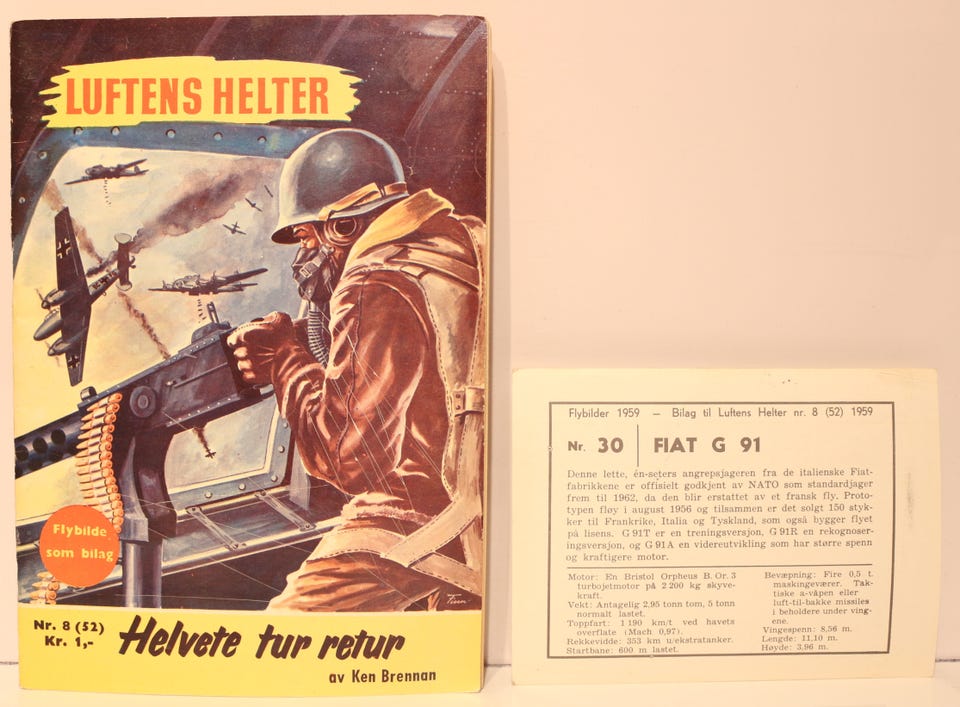 LUFTENS HELTER
Flybilde
som bilag
Nr. 8 (52)
Kr. 1,-
Helvete tur retur
av Ken Brennan
Flybilder 1959 — Bilag til Luftens Helter nr. 8 (52) 1959
Nr. 30 FIAT G 91
Denne lette, én-seters angrepsjageren fra de italienske Fiat-
fabrikkene er offisielt godkjent av NATO som standardjager
frem til 1962, da den blir erstattet av et fransk fly. Proto-
typen fløy i august 1956 og tilsammen er det solgt 150 styk-
ker til Frankrike, Italia og Tyskland, som også bygger flyet
på lisens. G 91T er en treningsversjon, G 91R en rekognoser-
ingsversjon, og G 91A en videreutvikling som har større spenn
og kraftigere motor.
Motor: En Bristol Orpheus B. Or. 3
turbojetmotor på 2 200 kg skyve-
kraft.
Vekt: Antagelig 2,95 tonn tom, 5 tonn
normalt lastet.
Toppfart: 1 190 km/t ved havets
overflate (Mach 0,97).
Rekkevidde: 353 km u/ekstratanker.
Startbane: 600 m lastet.
Bevæpning: Fire 0,5 t.
maskingeværer. Tak-
tiske a-våpen eller
luft-til-bakke missiles
i beholdere under ving-
ene.
Vingespenn: 8,56 m.
Lengde: 11,10 m.
Høyde: 3,96 m.